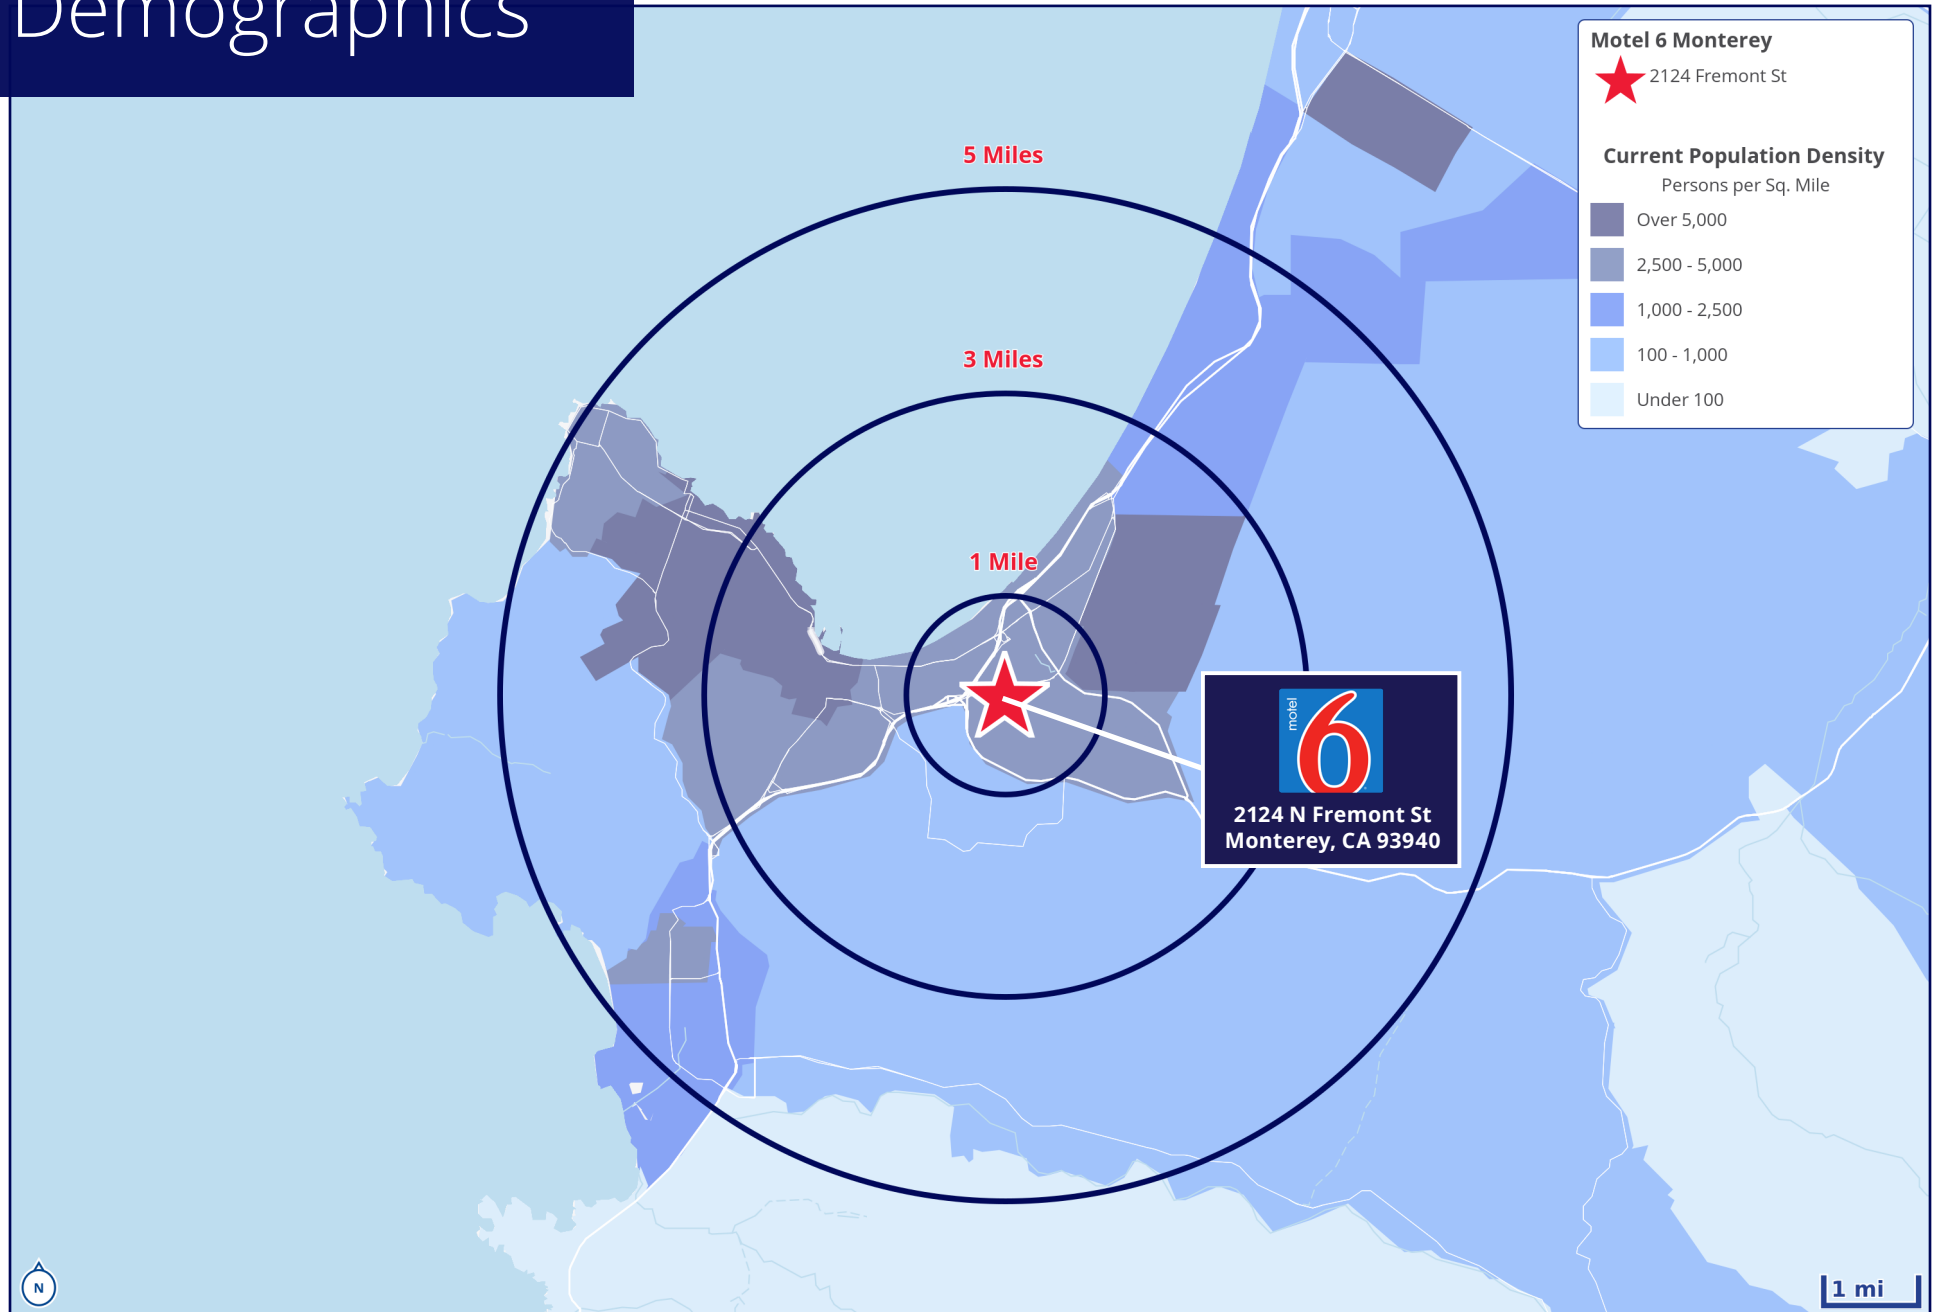 Demographics
Motel 6 Monterey
2124 Fremont St
Current Population Density
Persons per Sq. Mile
Over 5,000
2,500 - 5,000
1,000 - 2,500
100 - 1,000
Under 100
5 Miles
3 Miles
1 Mile
motel
6
2124 N Fremont St
Monterey, CA 93940
N
1 mi